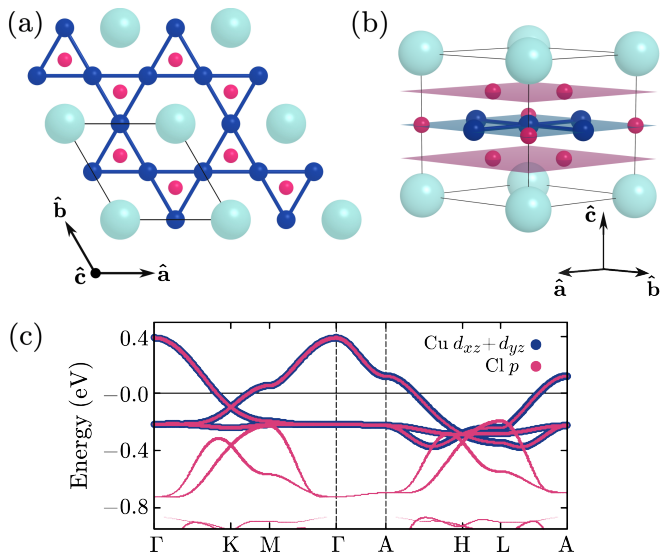 (a)
b̂
ĉ
â
(b)
ĉ
â
b̂
(c)
Energy (eV)
0.4
−0.0
−0.4
−0.8
Cu d_xz+d_yz
Cl p
Γ K M Γ A H L A